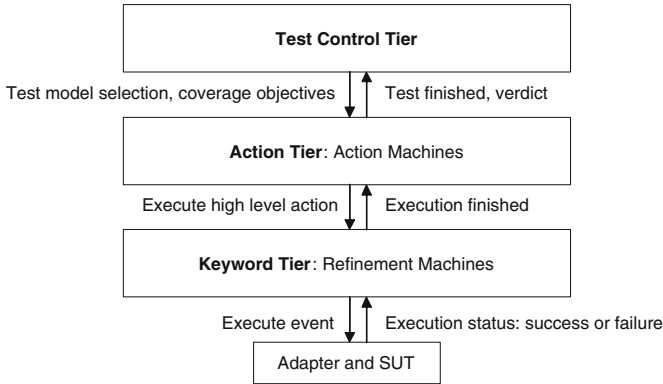 Test Control Tier
Test model selection, coverage objectives
Test finished, verdict
Action Tier: Action Machines
Execute high level action
Execution finished
Keyword Tier: Refinement Machines
Execute event
Execution status: success or failure
Adapter and SUT